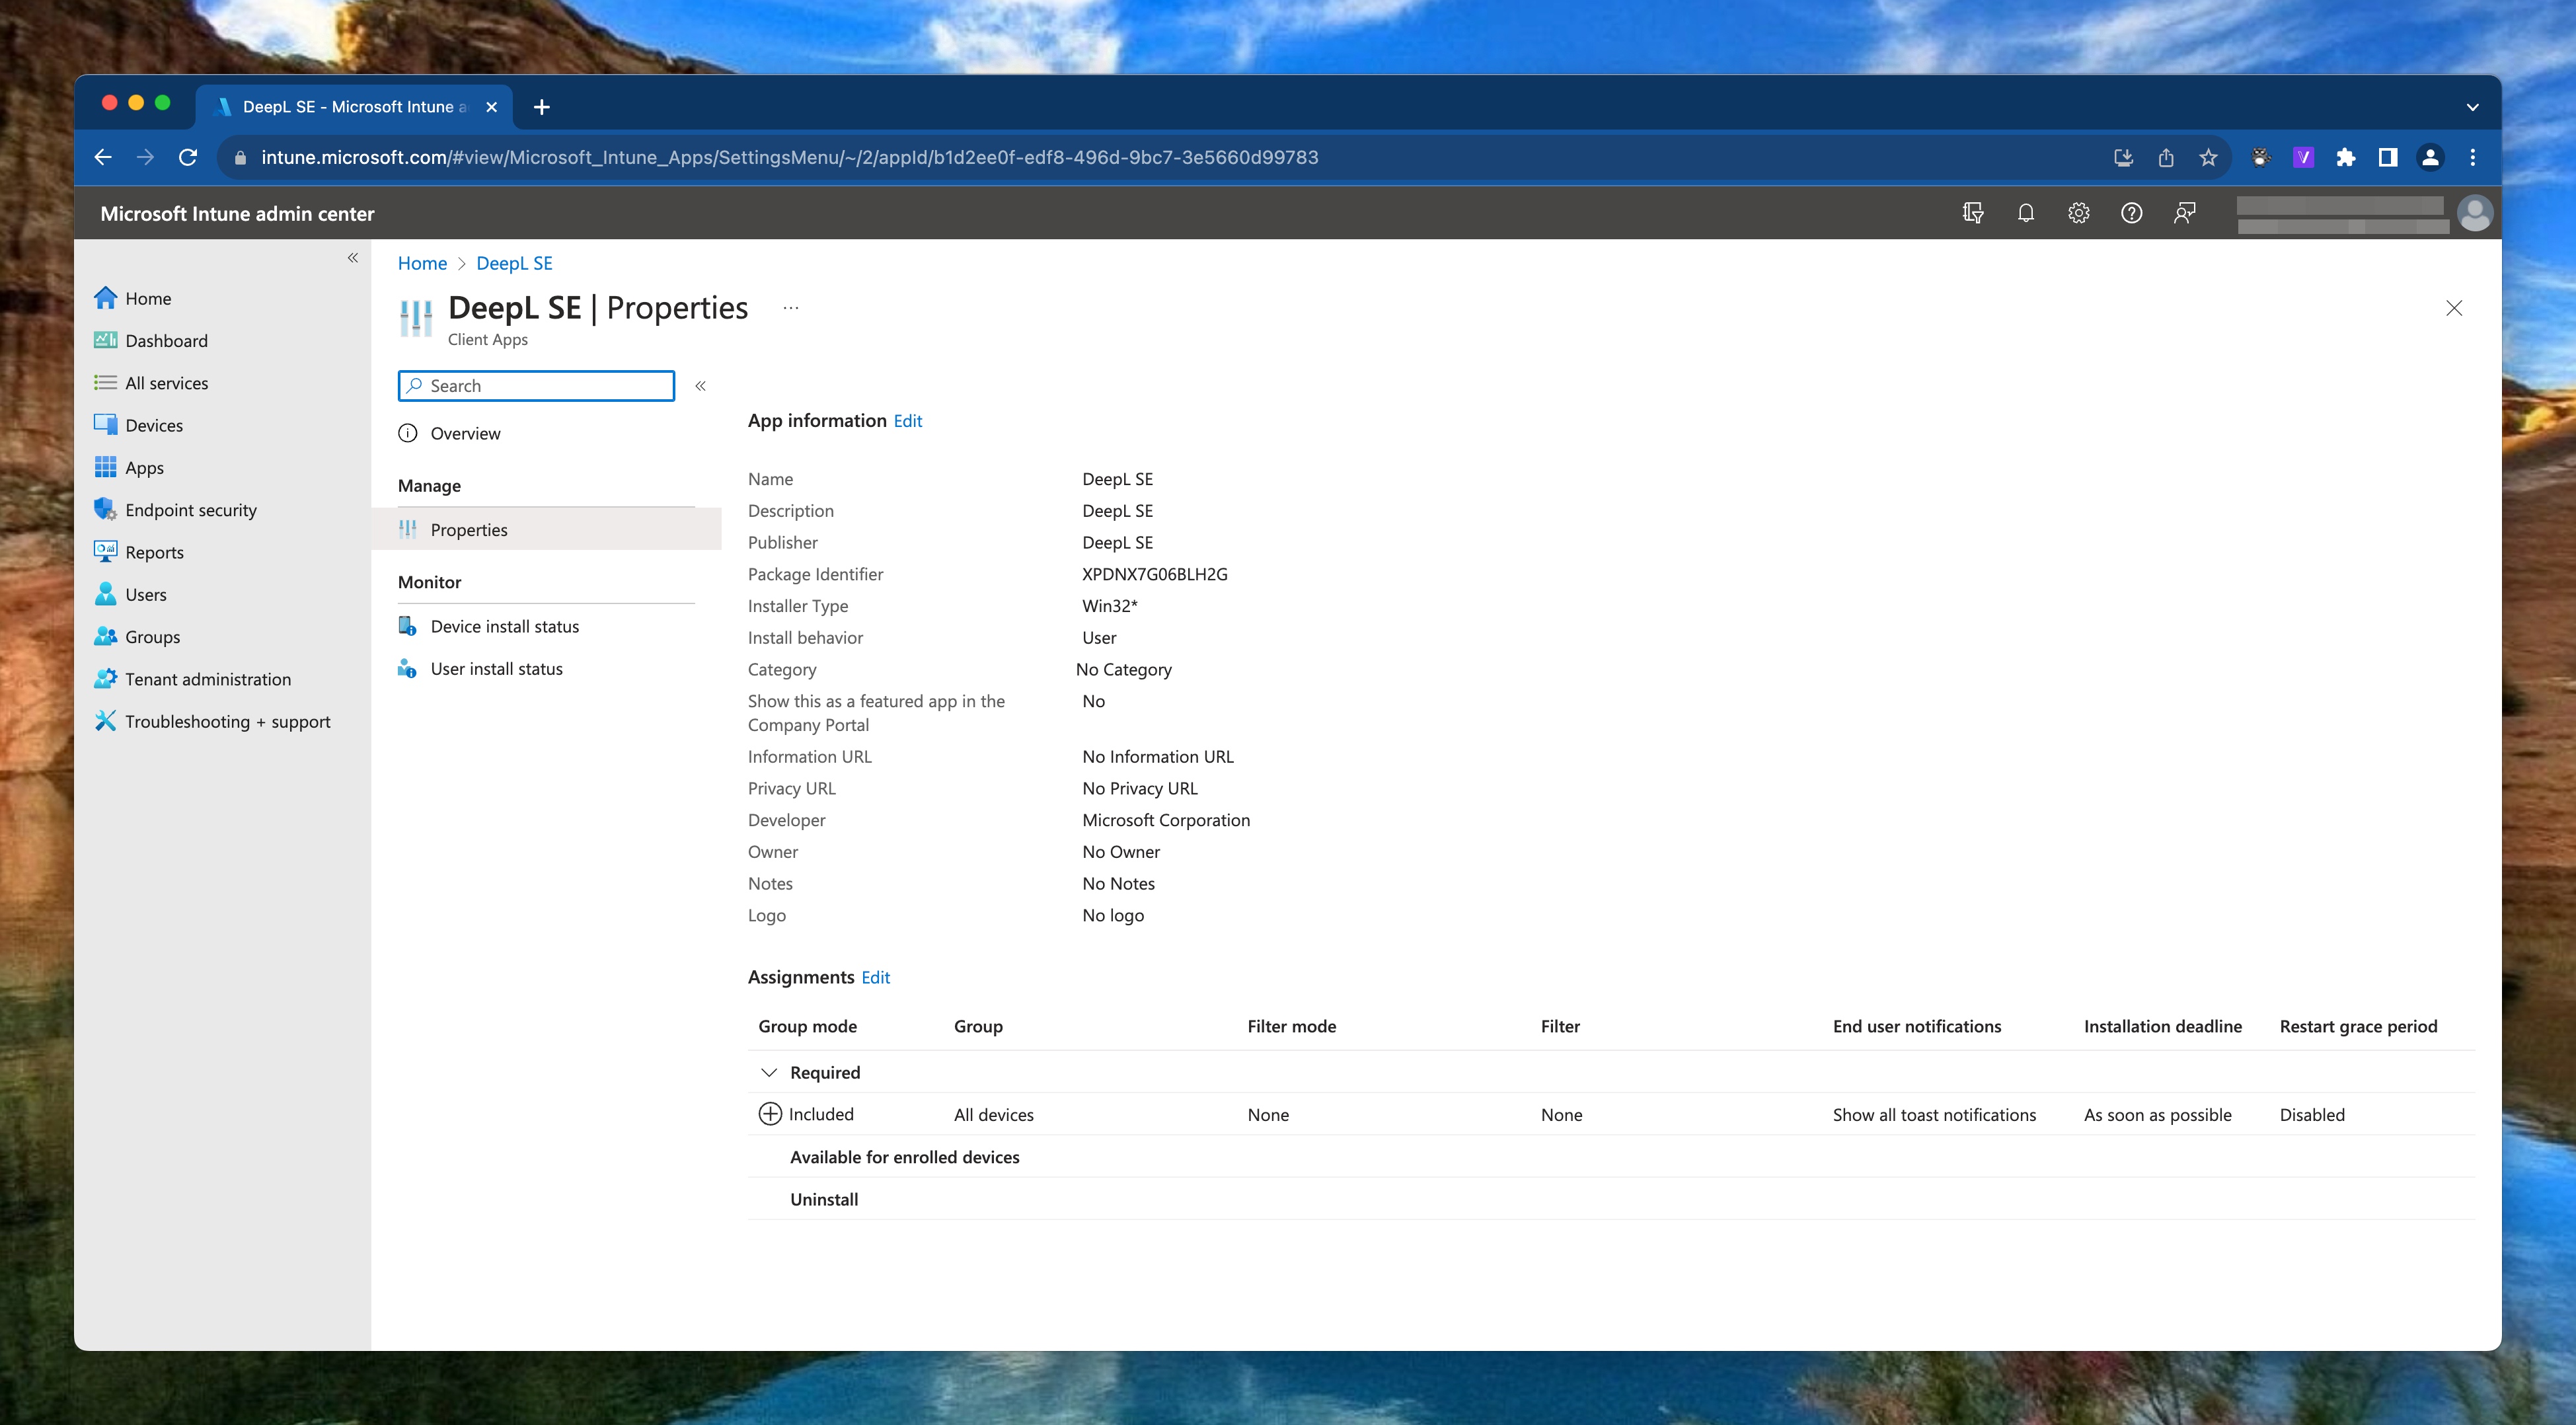 DeepL SE - Microsoft Intune a
intune.microsoft.com/#view/Microsoft_Intune_Apps/SettingsMenu/~/2/appId/b1d2ee0f-edf8-496d-9bc7-3e5660d99783
Microsoft Intune admin center
Home
Dashboard
All services
Devices
Apps
Endpoint security
Reports
Users
Groups
Tenant administration
Troubleshooting + support
Home > DeepL SE
DeepL SE | Properties ...
Client Apps
Search
Overview
Manage
Properties
Monitor
Device install status
User install status
App information Edit
Name DeepL SE
Description DeepL SE
Publisher DeepL SE
Package Identifier XPDNX7G06BLH2G
Installer Type Win32*
Install behavior User
Category No Category
Show this as a featured app in the No
Company Portal
Information URL No Information URL
Privacy URL No Privacy URL
Developer Microsoft Corporation
Owner No Owner
Notes No Notes
Logo No logo
Assignments Edit
Group mode Group Filter mode Filter End user notifications Installation deadline Restart grace period
Required
Included All devices None None Show all toast notifications As soon as possible Disabled
Available for enrolled devices
Uninstall